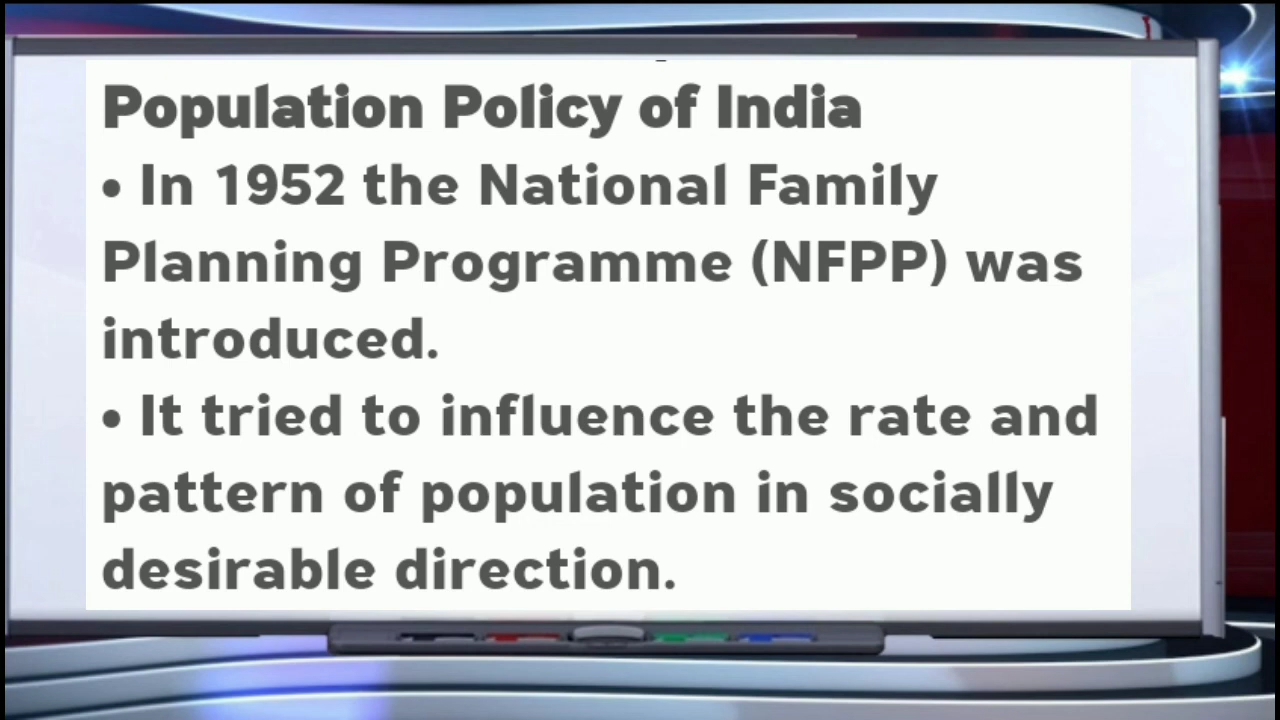 Population Policy of India
• In 1952 the National Family
Planning Programme (NFPP) was
introduced.
• It tried to influence the rate and
pattern of population in socially
desirable direction.